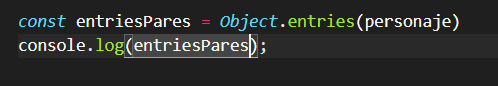 const entriesPares = Object.entries(personaje)
console.log(entriesPares);